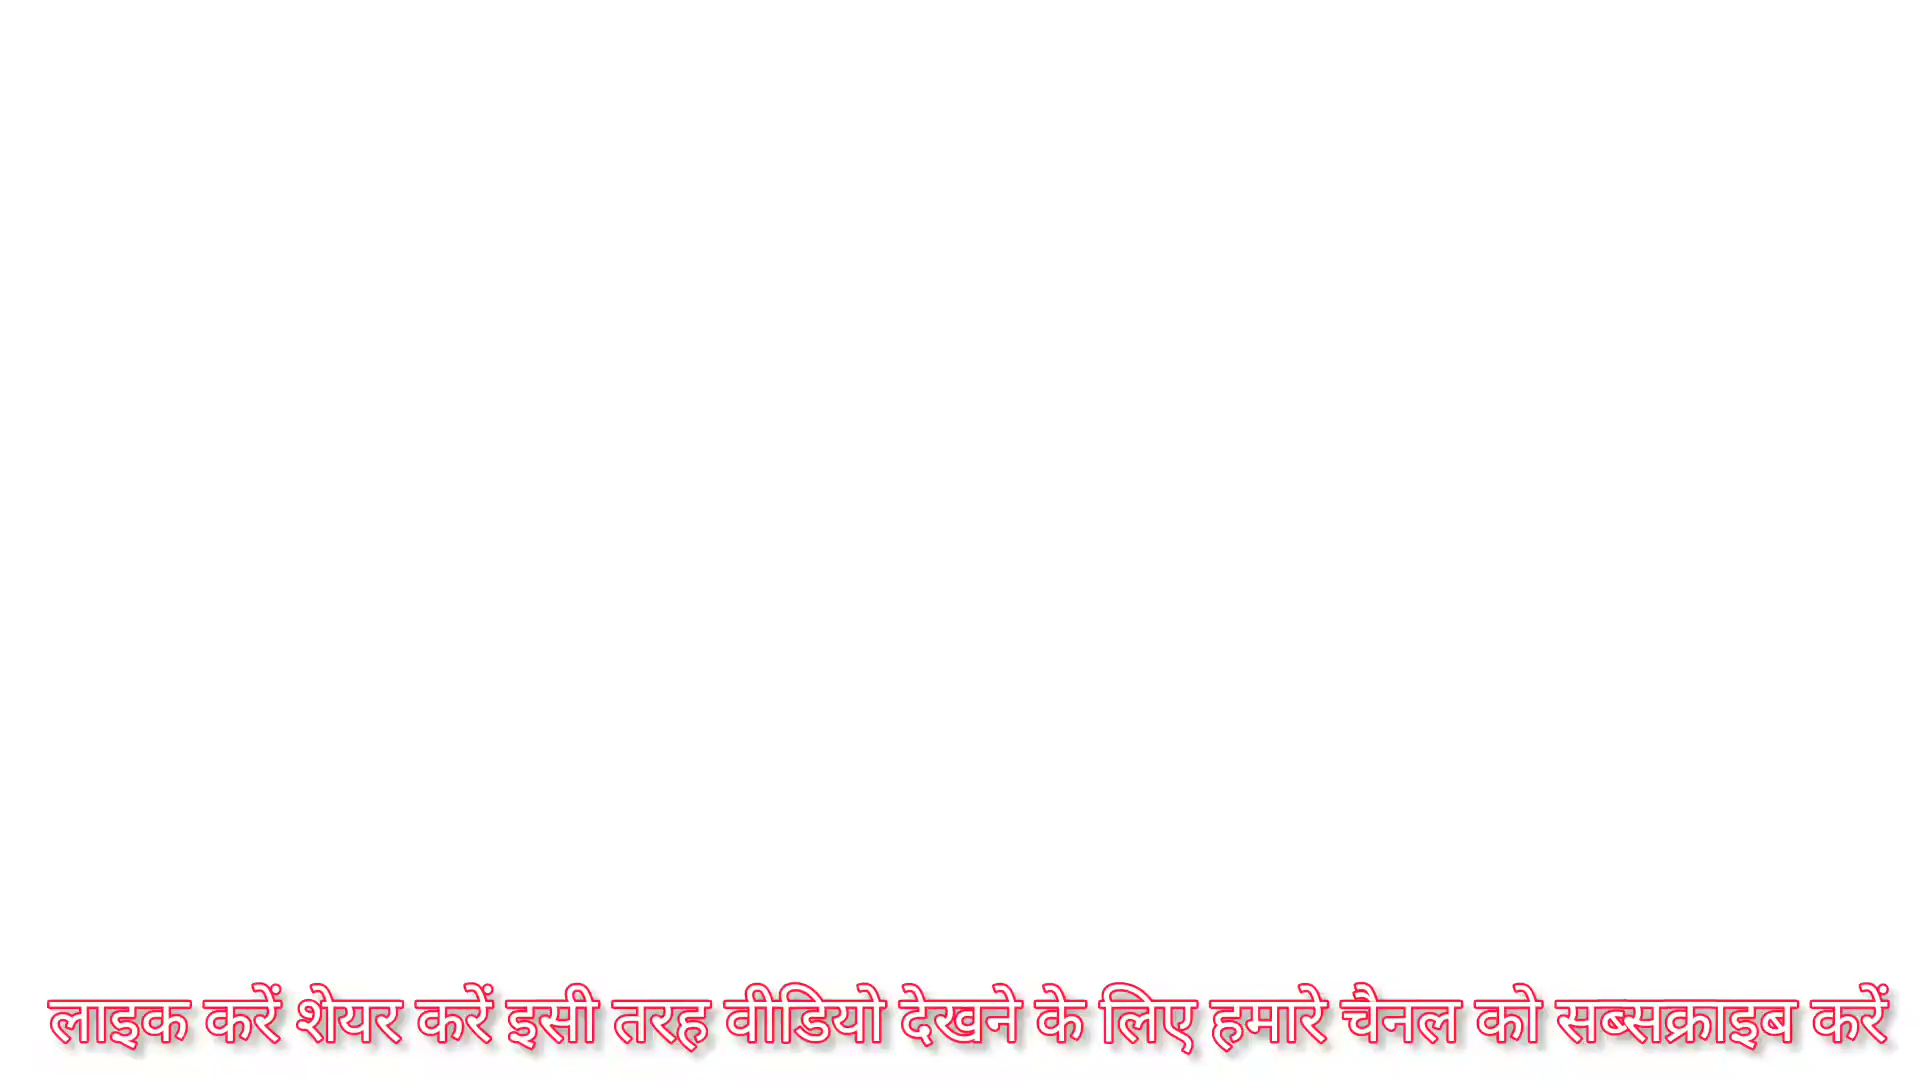 लाइक करें शेयर करें इसी तरह वीडियो देखने के लिए हमारे चैनल को सब्सक्राइब करें